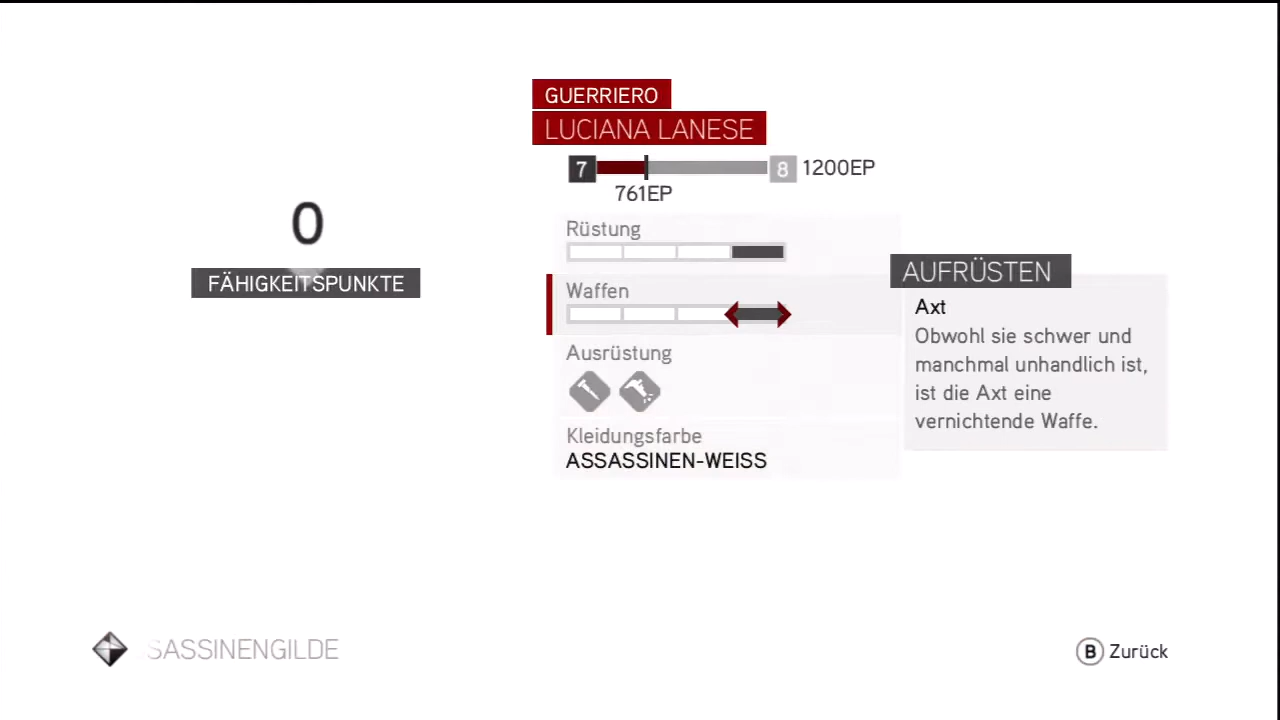 GUERRIERO
LUCIANA LANESE
7 8 1200EP
761EP
0
FÄHIGKEITSPUNKTE
Rüstung
Waffen
Ausrüstung
Kleidungsfarbe
ASSASSINEN-WEISS
AUFRÜSTEN
Axt
Obwohl sie schwer und
manchmal unhandlich ist,
ist die Axt eine
vernichtende Waffe.
SASSINENGILDE
B Zurück